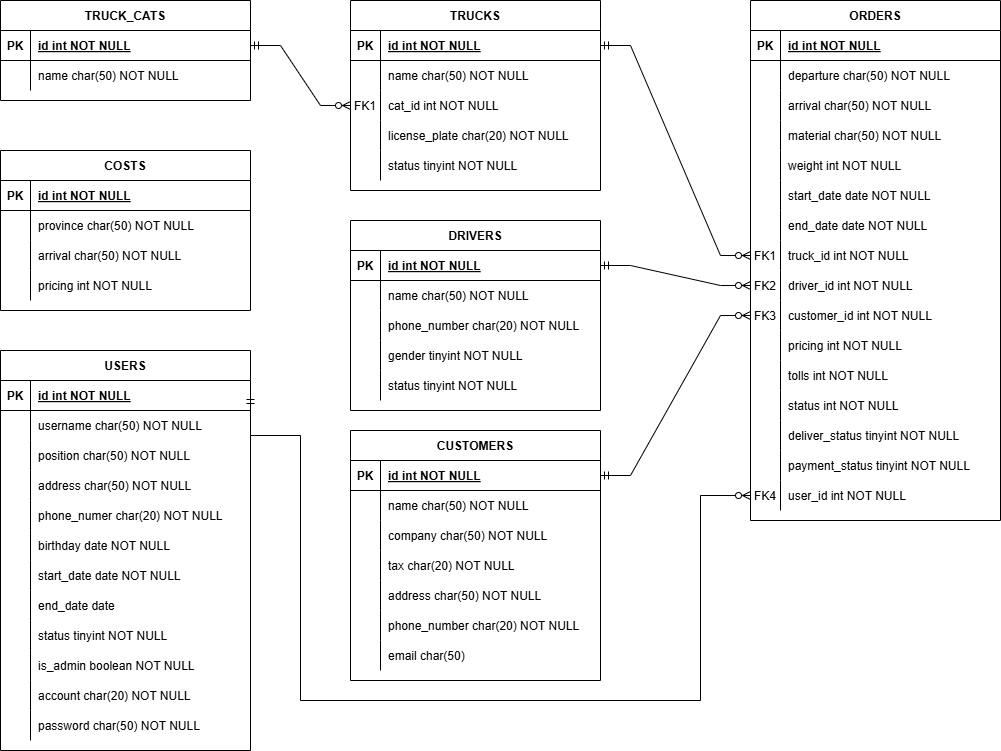 TRUCK_CATS
PK id int NOT NULL
name char(50) NOT NULL
COSTS
PK id int NOT NULL
province char(50) NOT NULL
arrival char(50) NOT NULL
pricing int NOT NULL
USERS
PK id int NOT NULL
username char(50) NOT NULL
position char(50) NOT NULL
address char(50) NOT NULL
phone_numer char(20) NOT NULL
birthday date NOT NULL
start_date date NOT NULL
end_date date
status tinyint NOT NULL
is_admin boolean NOT NULL
account char(20) NOT NULL
password char(50) NOT NULL
TRUCKS
PK id int NOT NULL
name char(50) NOT NULL
FK1 cat_id int NOT NULL
license_plate char(20) NOT NULL
status tinyint NOT NULL
DRIVERS
PK id int NOT NULL
name char(50) NOT NULL
phone_number char(20) NOT NULL
gender tinyint NOT NULL
status tinyint NOT NULL
CUSTOMERS
PK id int NOT NULL
name char(50) NOT NULL
company char(50) NOT NULL
tax char(20) NOT NULL
address char(50) NOT NULL
phone_number char(20) NOT NULL
email char(50)
ORDERS
PK id int NOT NULL
departure char(50) NOT NULL
arrival char(50) NOT NULL
material char(50) NOT NULL
weight int NOT NULL
start_date date NOT NULL
end_date date NOT NULL
FK1 truck_id int NOT NULL
FK2 driver_id int NOT NULL
FK3 customer_id int NOT NULL
pricing int NOT NULL
tolls int NOT NULL
status int NOT NULL
deliver_status tinyint NOT NULL
payment_status tinyint NOT NULL
FK4 user_id int NOT NULL